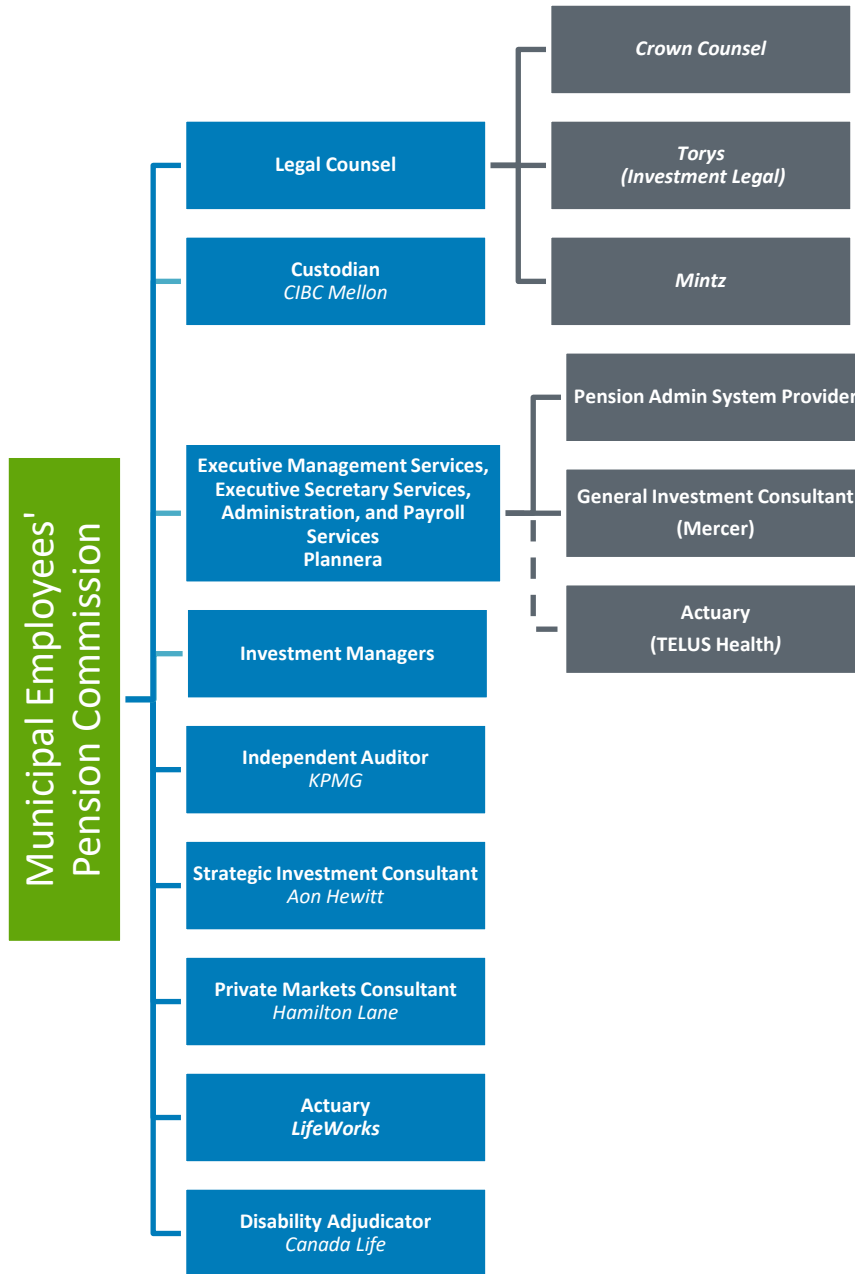 Municipal Employees'
Pension Commission
Legal Counsel
Crown Counsel
Torys
(Investment Legal)
Mintz
Custodian
CIBC Mellon
Executive Management Services,
Executive Secretary Services,
Administration, and Payroll
Services
Plannera
Pension Admin System Provider
General Investment Consultant
(Mercer)
Actuary
(TELUS Health)
Investment Managers
Independent Auditor
KPMG
Strategic Investment Consultant
Aon Hewitt
Private Markets Consultant
Hamilton Lane
Actuary
LifeWorks
Disability Adjudicator
Canada Life